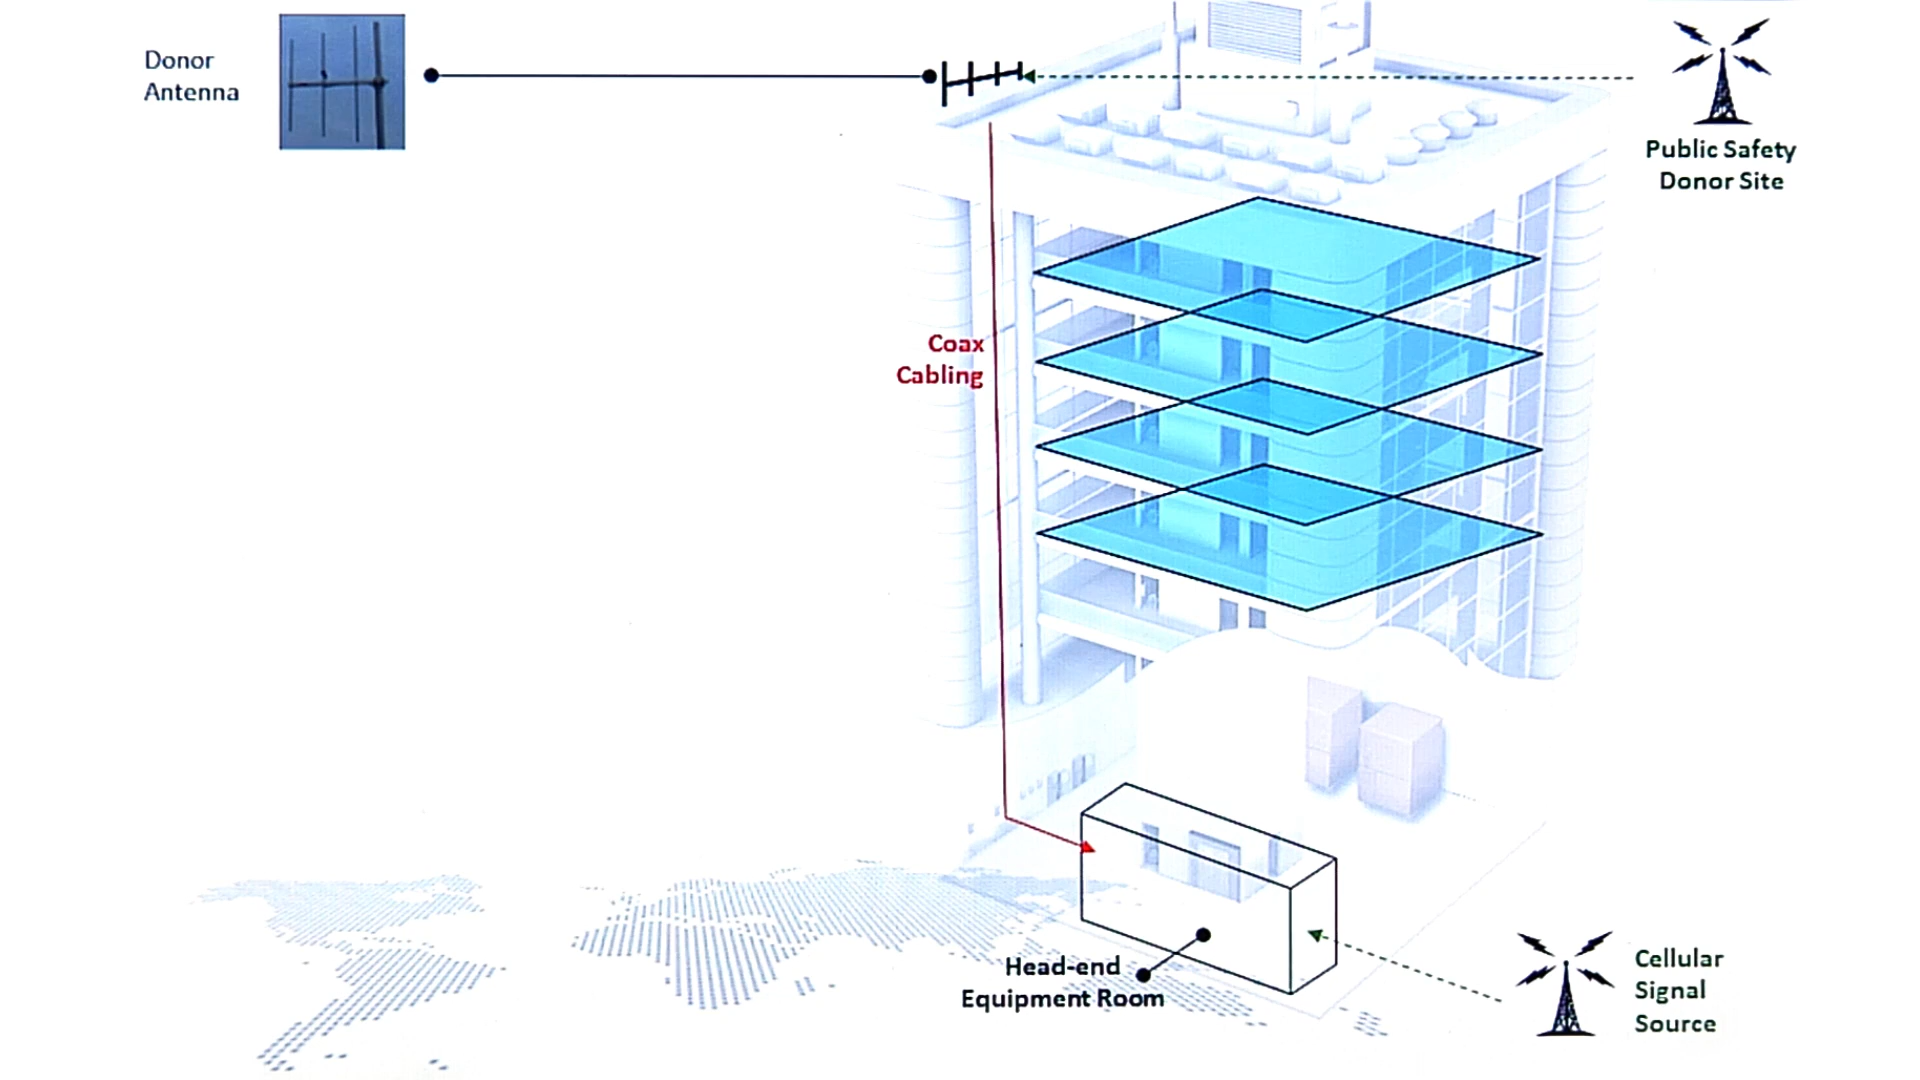 Donor
Antenna
Public Safety
Donor Site
Coax
Cabling
Head-end
Equipment Room
Cellular
Signal
Source